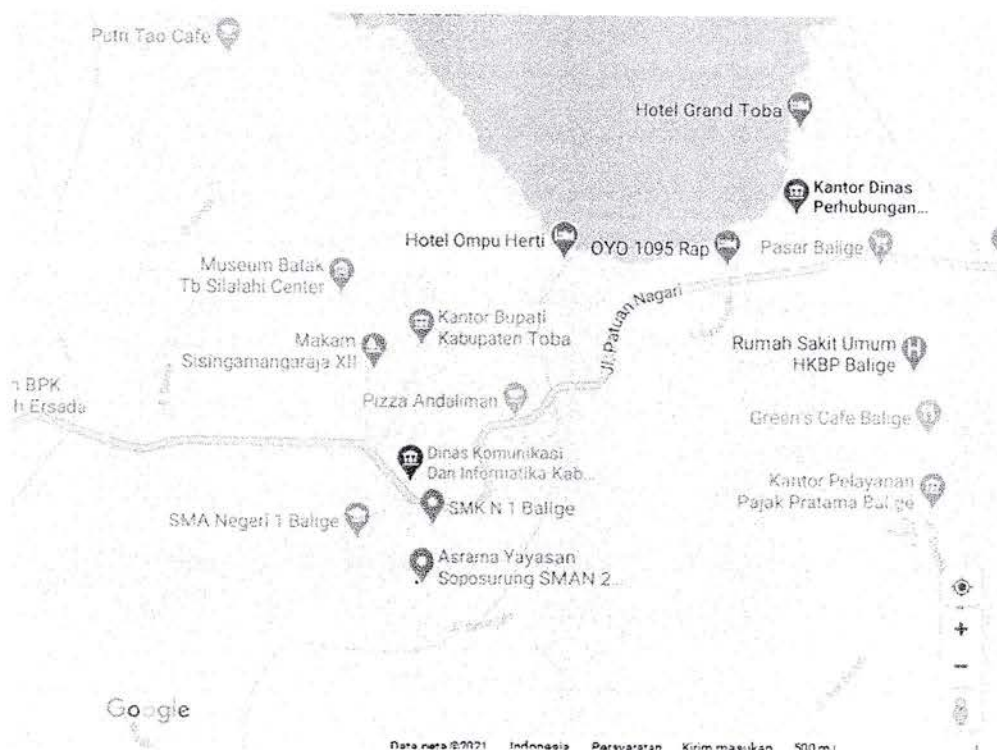 Putri Tao Cafe
Hotel Grand Toba
Kantor Dinas
Perhubungan...
Hotel Ompu Herti
OYO 1095 Rap
Pasar Balige
Museum Batak
Tb Silalahi Center
Jl. Patuan Nagari
Kantor Bupati
Kabupaten Toba
Makam
Sisingamangaraja XII
Rumah Sakit Umum
HKBP Balige
n BPK
h Ersada
Pizza Andaliman
Green's Cafe Balige
Dinas Komunikasi
Dan Informatika Kab...
Kantor Pelayanan
Pajak Pratama Balige
SMK N 1 Balige
SMA Negeri 1 Balige
Asrama Yayasan
Soposurung SMAN 2...
Google
Data peta ©2021 Indonesia Persyaratan Kirim masukan 500 m